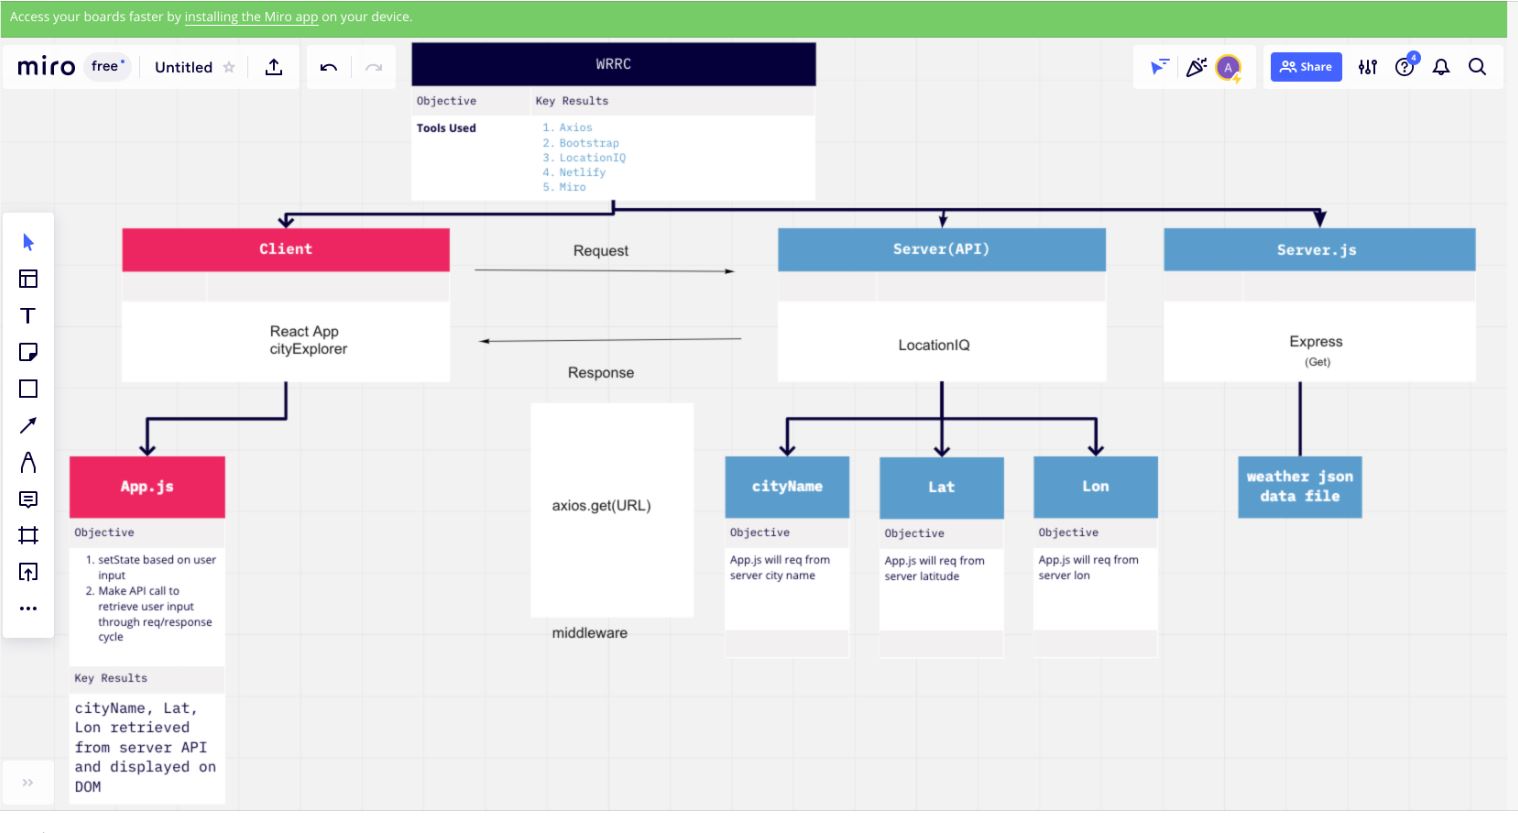 Access your boards faster by installing the Miro app on your device.
miro free Untitled
A
Share
4
WRRC
Objective Key Results
Tools Used
1. Axios
2. Bootstrap
3. LocationIQ
4. Netlify
5. Miro
Client
React App
cityExplorer
Request
Response
Server(API)
LocationIQ
Server.js
Express
(Get)
App.js
Objective
1. setState based on user
input
2. Make API call to
retrieve user input
through req/response
cycle
Key Results
cityName, Lat,
Lon retrieved
from server API
and displayed on
DOM
axios.get(URL)
middleware
cityName
Objective
App.js will req from
server city name
Lat
Objective
App.js will req from
server latitude
Lon
Objective
App.js will req from
server lon
weather json
data file